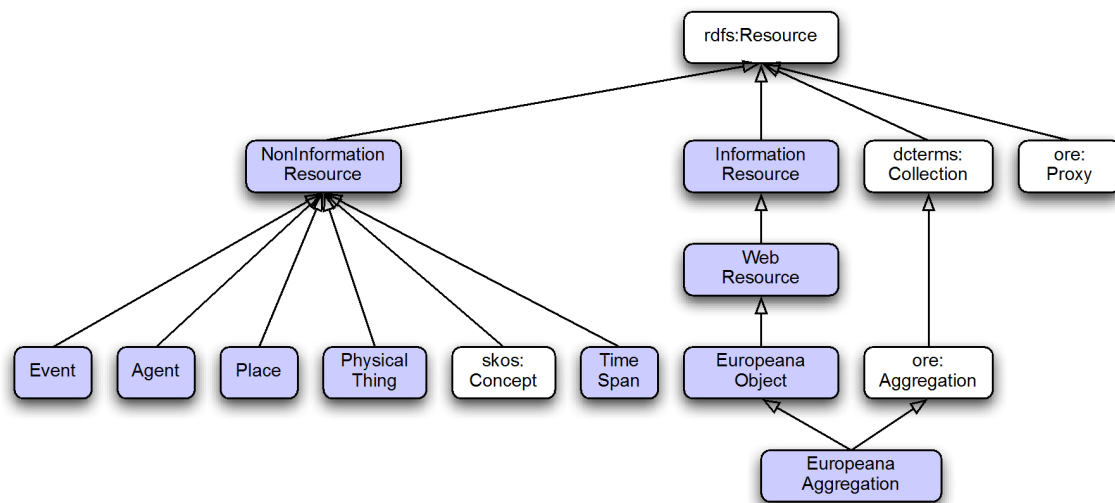 rdfs:Resource
NonInformation
Resource
Information
Resource
dcterms:
Collection
ore:
Proxy
Web
Resource
Event
Agent
Place
Physical
Thing
skos:
Concept
Time
Span
Europeana
Object
ore:
Aggregation
Europeana
Aggregation